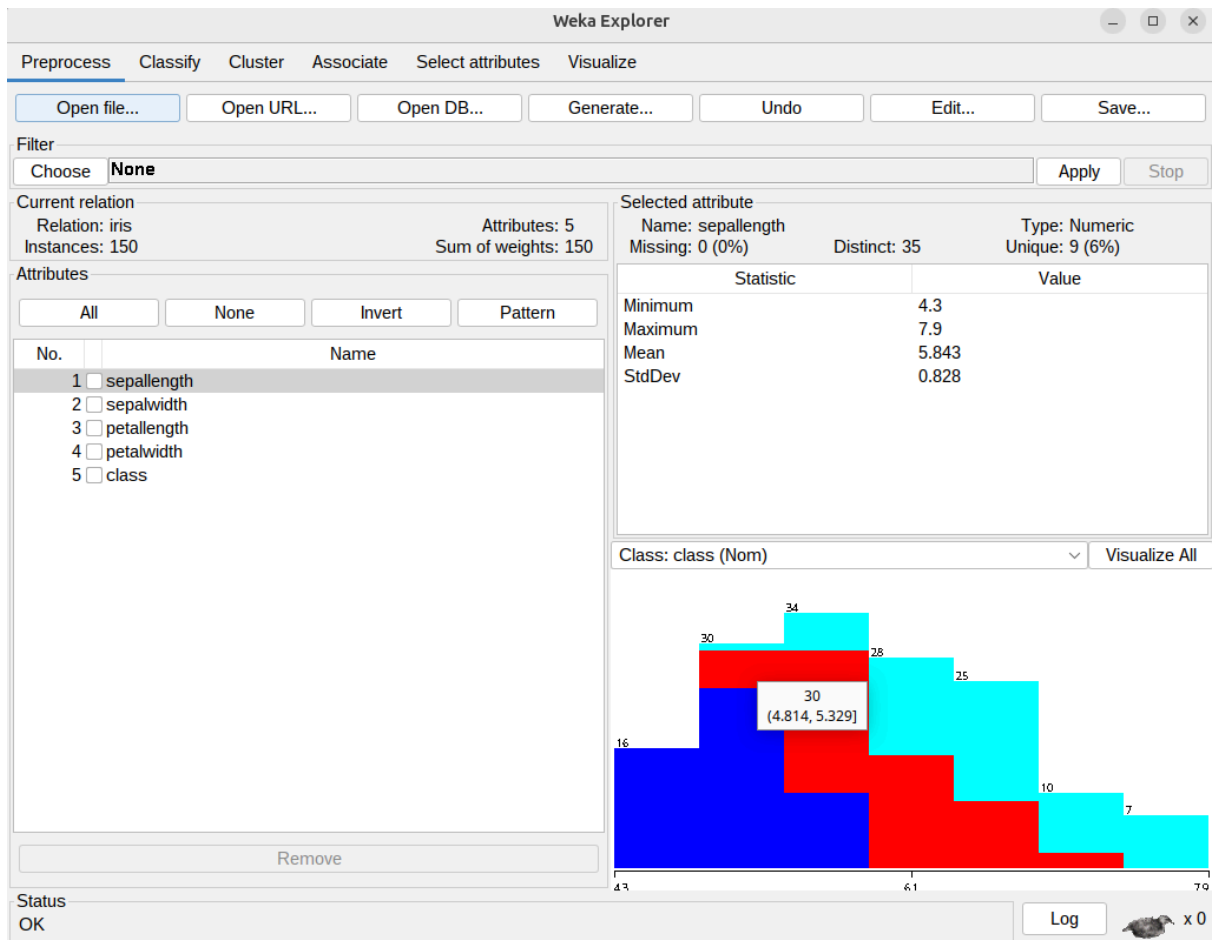 Weka Explorer
Preprocess Classify Cluster Associate Select attributes Visualize
Open file... Open URL... Open DB... Generate... Undo Edit... Save...
Filter
Choose None Apply Stop
Current relation
Relation: iris Attributes: 5
Instances: 150 Sum of weights: 150
Attributes
All None Invert Pattern
No. Name
1 sepallength
2 sepalwidth
3 petallength
4 petalwidth
5 class
Remove
Selected attribute
Name: sepallength Type: Numeric
Missing: 0 (0%) Distinct: 35 Unique: 9 (6%)
Statistic Value
Minimum 4.3
Maximum 7.9
Mean 5.843
StdDev 0.828
Class: class (Nom) Visualize All
34
30
28
25
30
(4.814, 5.329]
16
10
7
4.3 6.1 7.9
Status
OK
Log x 0